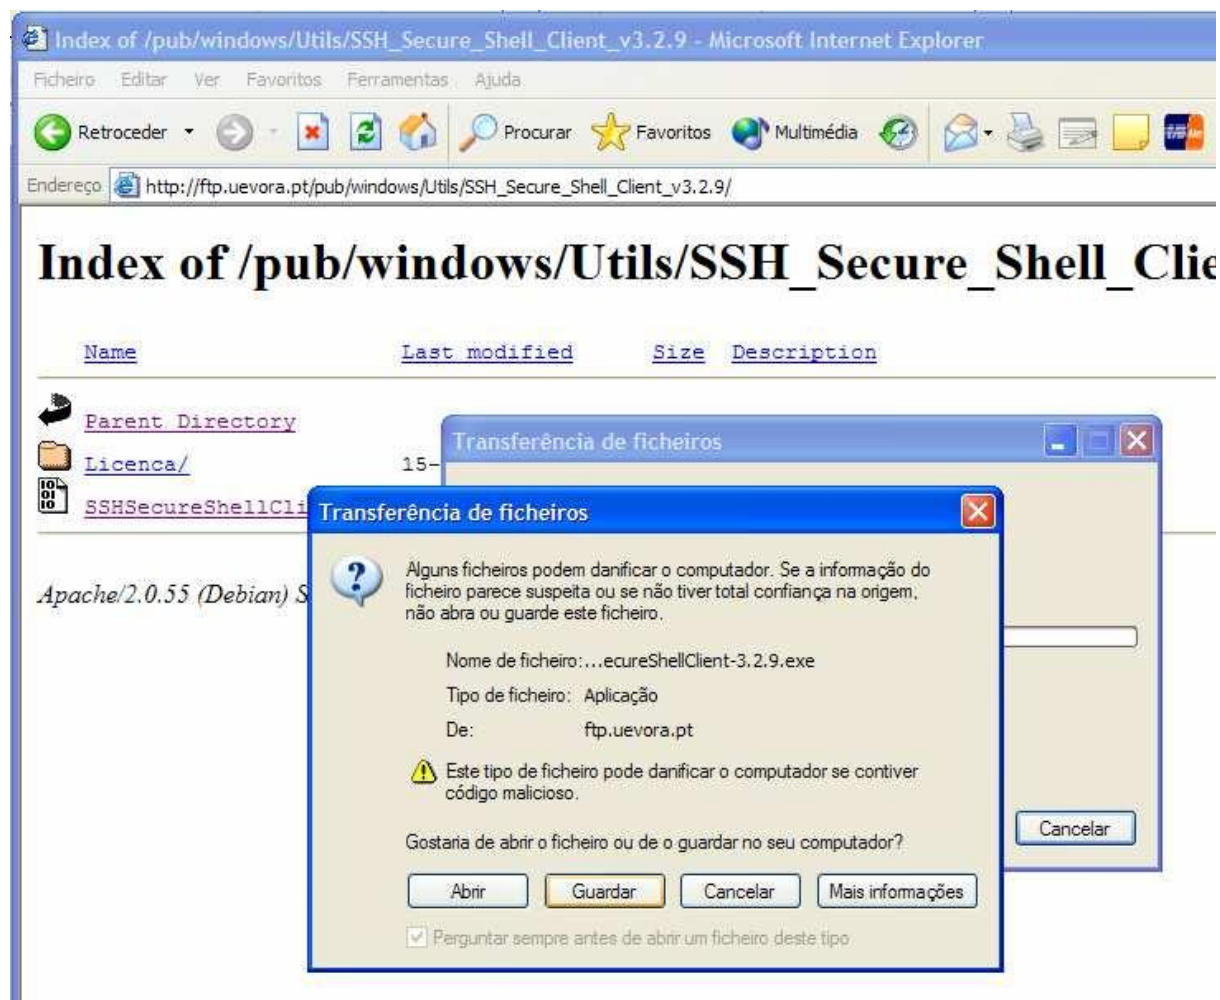 Index of /pub/windows/Utils/SSH_Secure_Shell_Client_v3.2.9 - Microsoft Internet Explorer
Ficheiro Editar Ver Favoritos Ferramentas Ajuda
Retroceder Procurar Favoritos Multimédia
Endereço http://ftp.uevora.pt/pub/windows/Utils/SSH_Secure_Shell_Client_v3.2.9/
Index of /pub/windows/Utils/SSH_Secure_Shell_Clie
Name Last modified Size Description
Parent Directory
Transferência de ficheiros
Licenca/ 15-
SSHSecureShellCli
Transferência de ficheiros
Alguns ficheiros podem danificar o computador. Se a informação do
ficheiro parece suspeita ou se não tiver total confiança na origem,
não abra ou guarde este ficheiro.
Apache/2.0.55 (Debian) S
Nome de ficheiro:...ecureShellClient-3.2.9.exe
Tipo de ficheiro: Aplicação
De: ftp.uevora.pt
Este tipo de ficheiro pode danificar o computador se contiver
código malicioso.
Cancelar
Gostaria de abrir o ficheiro ou de o guardar no seu computador?
Abrir Guardar Cancelar Mais informações
Perguntar sempre antes de abrir um ficheiro deste tipo